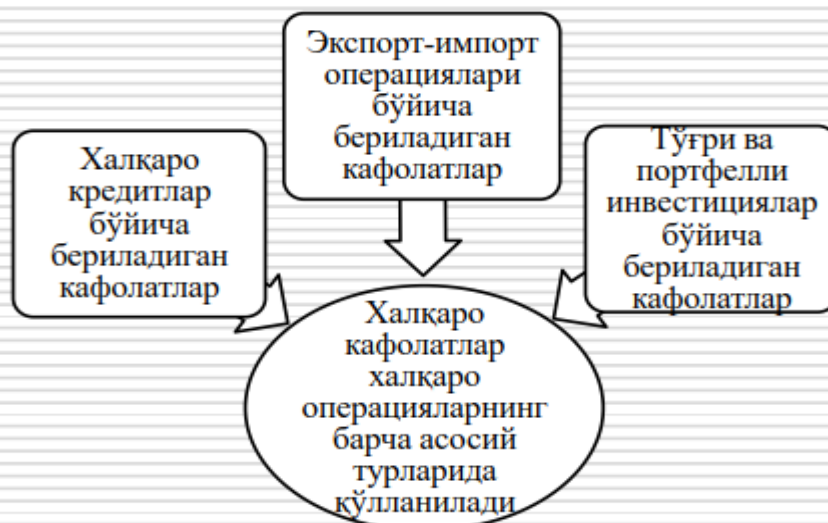 Экспорт-импорт
операциялари
бўйича
бериладиган
кафолатлар
Халқаро
кредитлар
бўйича
бериладиган
кафолатлар
Тўғри ва
портфелли
инвестициялар
бўйича
бериладиган
кафолатлар
Халқаро
кафолатлар
халқаро
операцияларнинг
барча асосий
турларида
қўлланилади